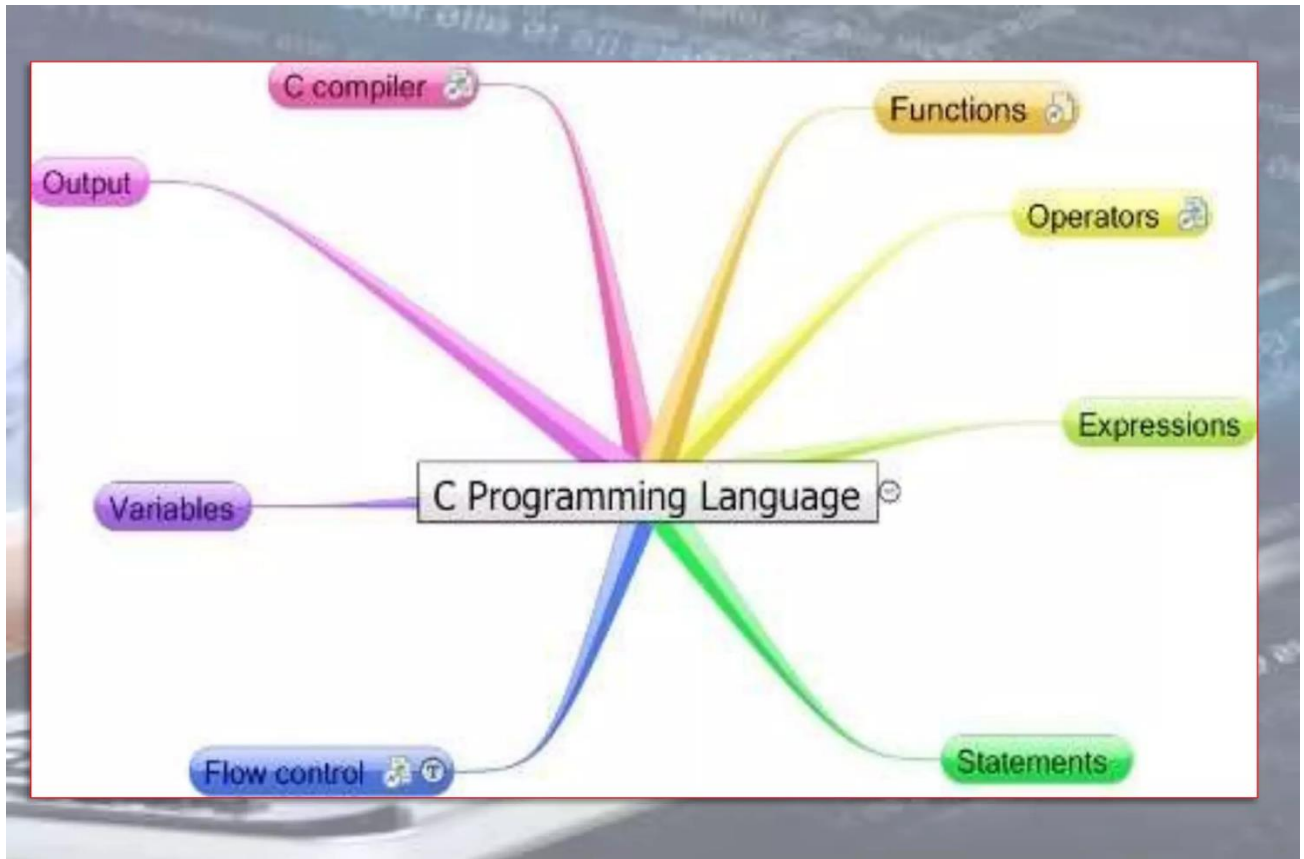 C compiler
Functions
Output
Operators
Expressions
C Programming Language
Variables
Flow control
Statements